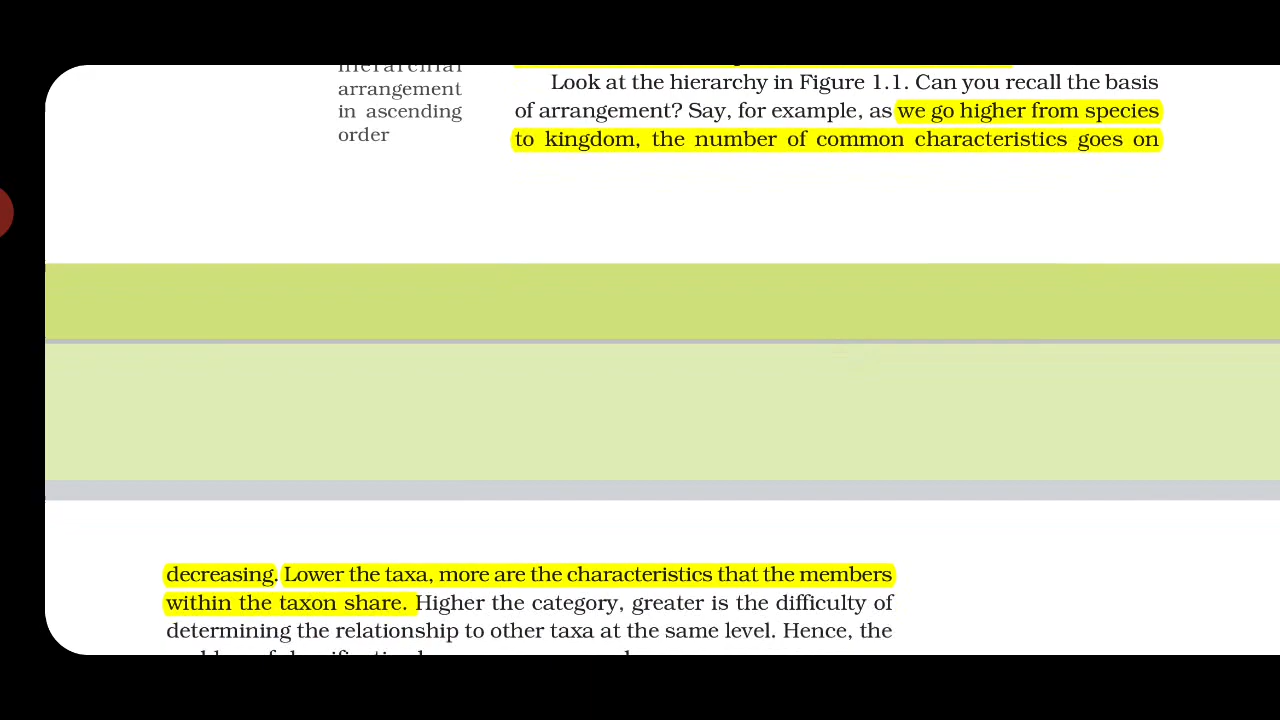 hierarchial
arrangement
in ascending
order
Look at the hierarchy in Figure 1.1. Can you recall the basis
of arrangement? Say, for example, as we go higher from species
to kingdom, the number of common characteristics goes on
decreasing. Lower the taxa, more are the characteristics that the members
within the taxon share. Higher the category, greater is the difficulty of
determining the relationship to other taxa at the same level. Hence, the